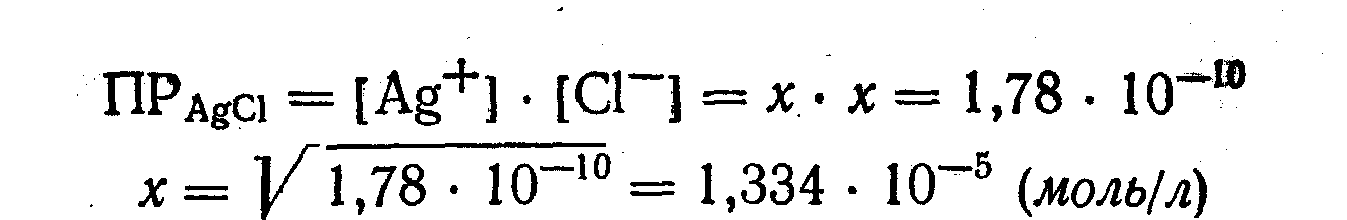 ПР_AgCl = [Ag⁺] · [Cl⁻] = x · x = 1,78 · 10⁻¹⁰
x = √1,78 · 10⁻¹⁰ = 1,334 · 10⁻⁵ (моль/л)